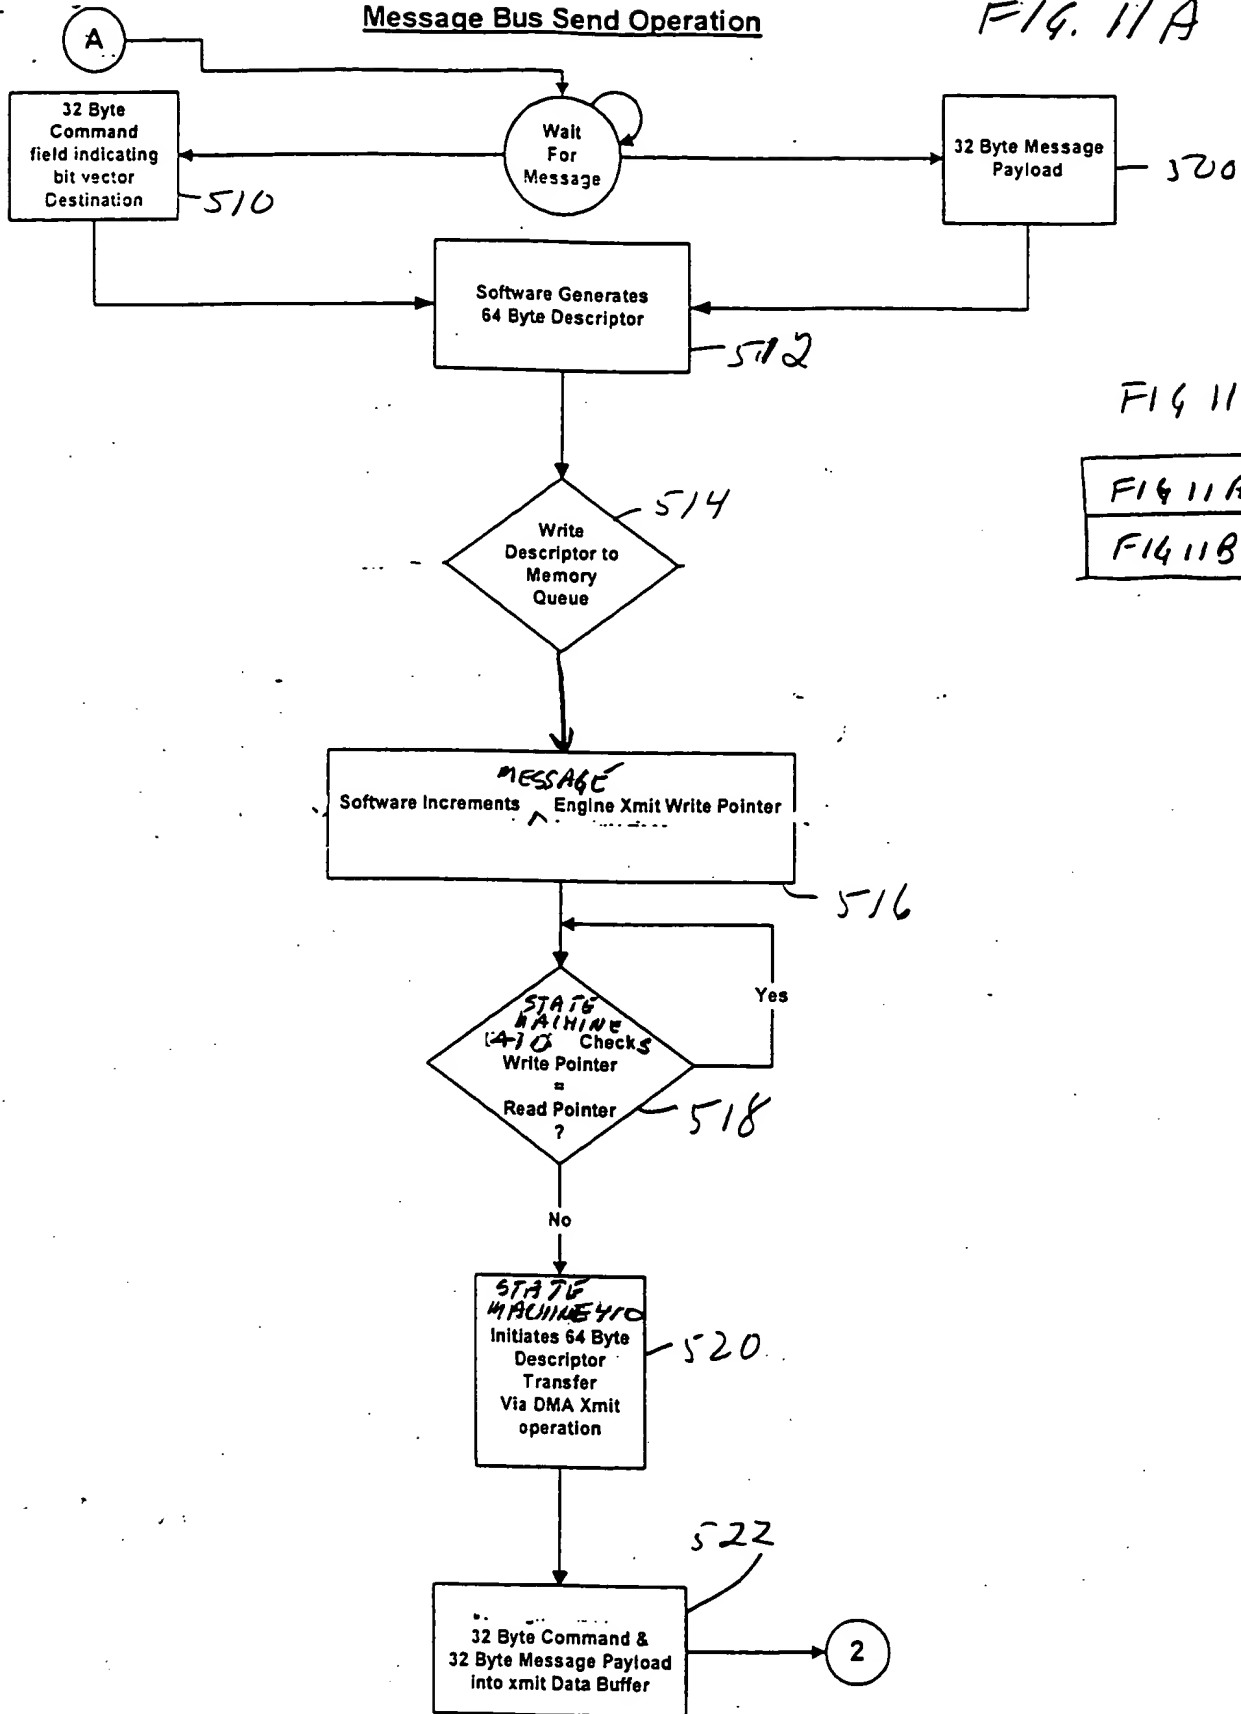 Message Bus Send Operation
FIG. 11A
A
32 Byte
Command
field indicating
bit vector
Destination
510
Wait
For
Message
32 Byte Message
Payload
500
Software Generates
64 Byte Descriptor
512
FIG 11
FIG 11A
FIG 11B
514
Write
Descriptor to
Memory
Queue
MESSAGE
Software Increments ^ Engine Xmit Write Pointer
516
Yes
STATE
MACHINE
Checks
Write Pointer
=
Read Pointer
?
518
No
STATE
MACHINE 410
Initiates 64 Byte
Descriptor
Transfer
Via DMA Xmit
operation
520
522
32 Byte Command &
32 Byte Message Payload
into xmit Data Buffer
2